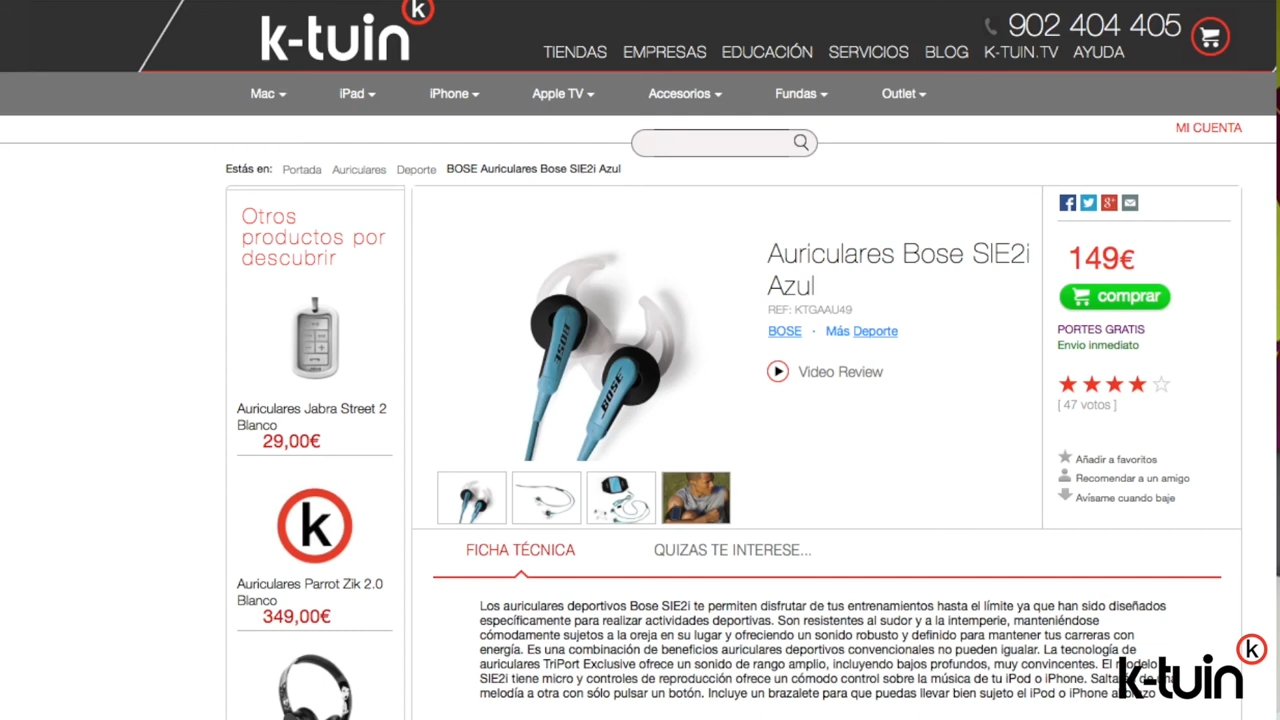 k-tuin k
902 404 405
TIENDAS EMPRESAS EDUCACIÓN SERVICIOS BLOG K-TUIN.TV AYUDA
Mac iPad iPhone Apple TV Accesorios Fundas Outlet
MI CUENTA
Estás en: Portada Auriculares Deporte BOSE Auriculares Bose SIE2i Azul
Otros
productos por
descubrir
Auriculares Jabra Street 2
Blanco
29,00€
k
Auriculares Parrot Zik 2.0
Blanco
349,00€
BOSE
BOSE
Auriculares Bose SIE2i
Azul
REF: KTGAAU49
BOSE · Más Deporte
Video Review
149€
comprar
PORTES GRATIS
Envio inmediato
[ 47 votos ]
Añadir a favoritos
Recomendar a un amigo
Avísame cuando baje
FICHA TÉCNICA QUIZAS TE INTERESE...
Los auriculares deportivos Bose SIE2i te permiten disfrutar de tus entrenamientos hasta el límite ya que han sido diseñados
específicamente para realizar actividades deportivas. Son resistentes al sudor y a la intemperie, manteniéndose
cómodamente sujetos a la oreja en su lugar y ofreciendo un sonido robusto y definido para mantener tus carreras con
energía. Es una combinación de beneficios auriculares deportivos convencionales no pueden igualar. La tecnología de
auriculares TriPort Exclusive ofrece un sonido de rango amplio, incluyendo bajos profundos, muy convincentes. El modelo
SIE2i tiene micro y controles de reproducción ofrece un cómodo control sobre la música de tu iPod o iPhone. Salta de una
melodía a otra con sólo pulsar un botón. Incluye un brazalete para que puedas llevar bien sujeto el iPod o iPhone al brazo
k-tuin k